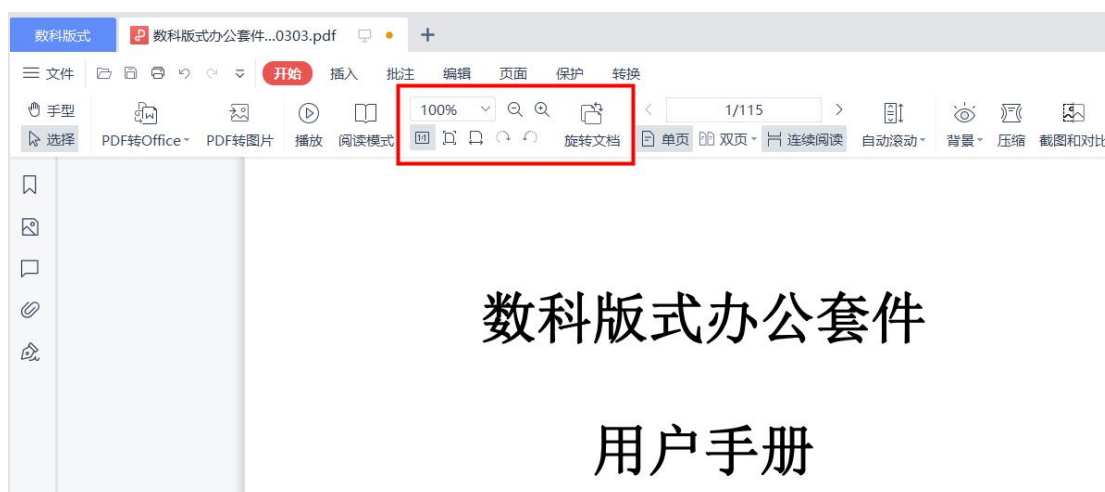 数科版式 数科版式办公套件...0303.pdf
文件 开始 插入 批注 编辑 页面 保护 转换
手型 100% 1/115
选择 PDF转Office PDF转图片 播放 阅读模式 1:1 旋转文档 单页 双页 连续阅读 自动滚动 背景 压缩 截图和对比
数科版式办公套件
用户手册